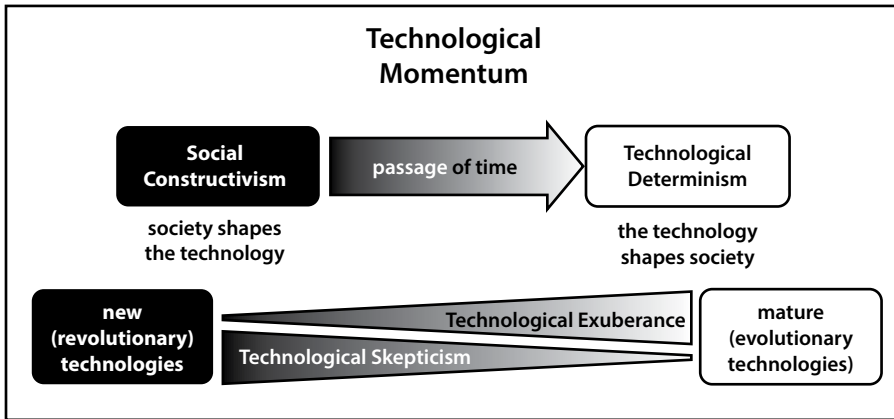 Technological
Momentum
Social
Constructivism
passage of time
Technological
Determinism
society shapes
the technology
the technology
shapes society
new
(revolutionary)
technologies
Technological Exuberance
Technological Skepticism
mature
(evolutionary
technologies)